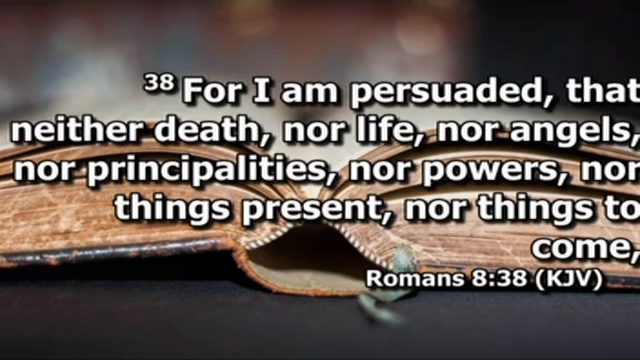 38 For I am persuaded, that
neither death, nor life, nor angels,
nor principalities, nor powers, nor
things present, nor things to
come,
Romans 8:38 (KJV)